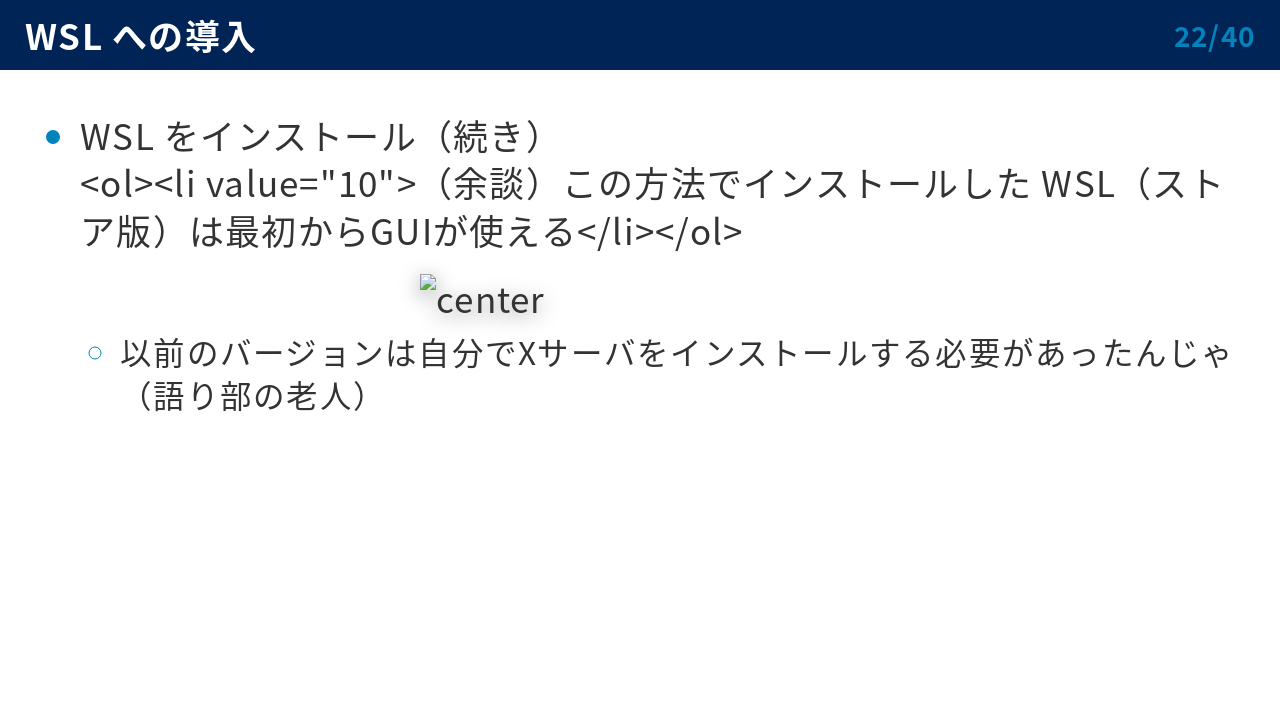 WSL への導入
22/40
WSL をインストール（続き）
<ol><li value="10">（余談）この方法でインストールした WSL（スト
ア版）は最初からGUIが使える</li></ol>
center
以前のバージョンは自分でXサーバをインストールする必要があったんじゃ
（語り部の老人）